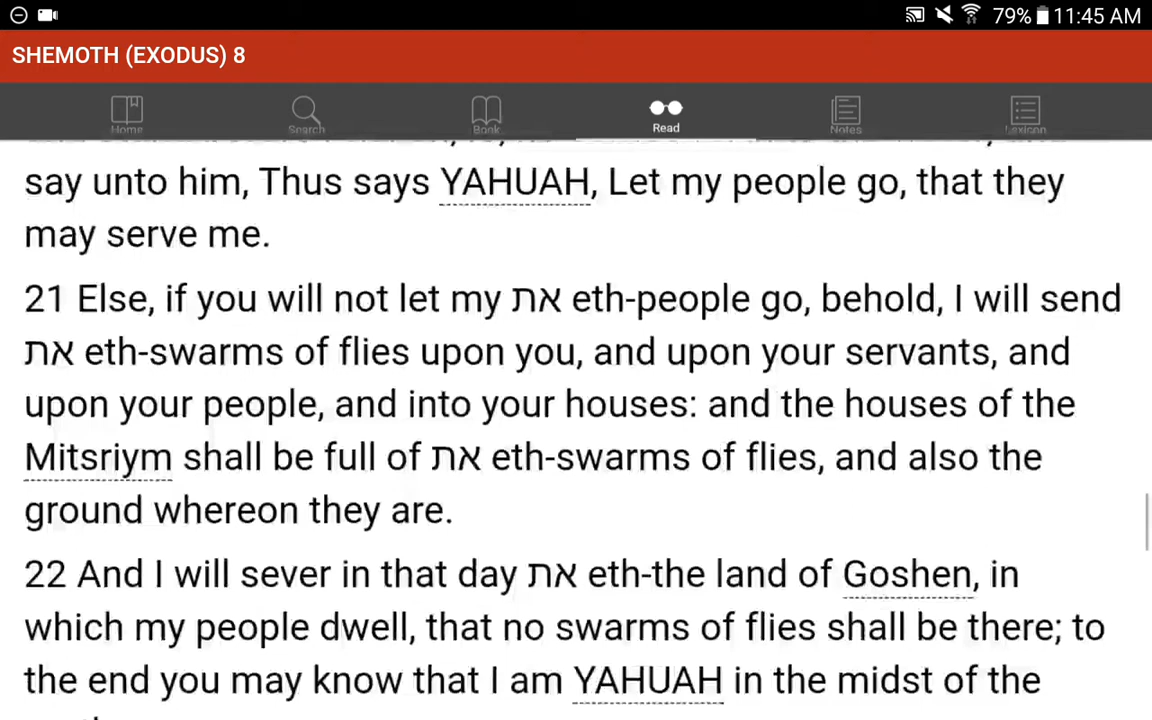 79% 11:45 AM
SHEMOTH (EXODUS) 8
Home Search Book Read Notes Lexicon
say unto him, Thus says YAHUAH, Let my people go, that they
may serve me.
21 Else, if you will not let my את eth-people go, behold, I will send
את eth-swarms of flies upon you, and upon your servants, and
upon your people, and into your houses: and the houses of the
Mitsriym shall be full of את eth-swarms of flies, and also the
ground whereon they are.
22 And I will sever in that day את eth-the land of Goshen, in
which my people dwell, that no swarms of flies shall be there; to
the end you may know that I am YAHUAH in the midst of the